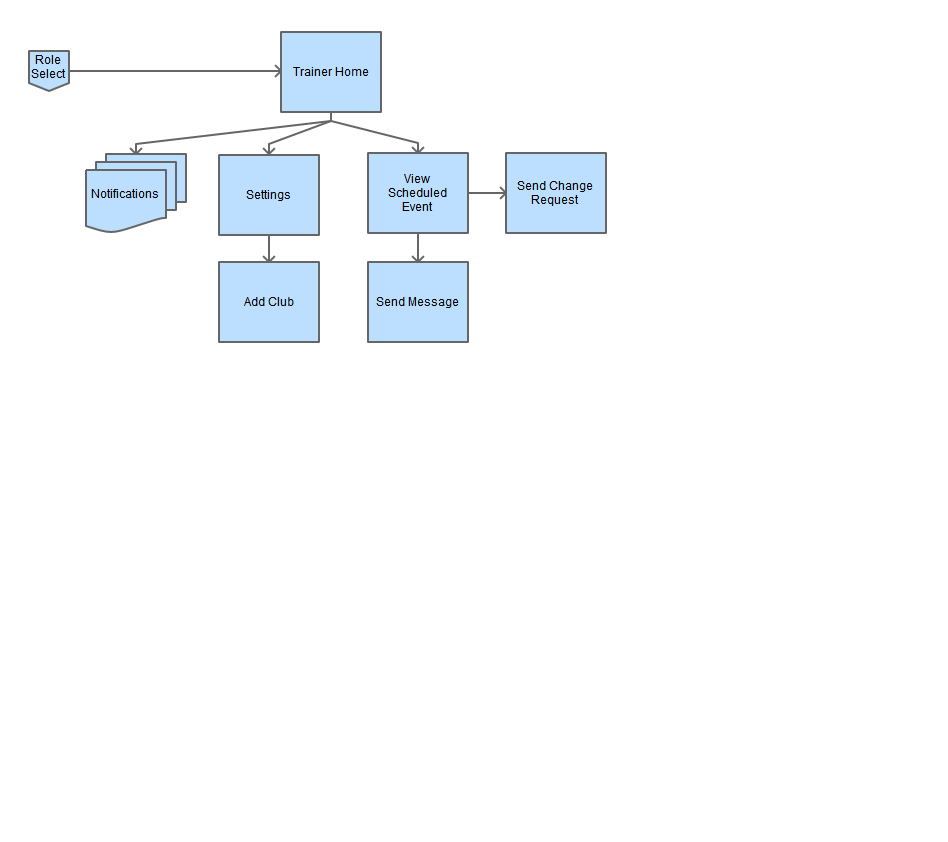 Role
Select
Trainer Home
Notifications
Settings
View
Scheduled
Event
Send Change
Request
Add Club
Send Message